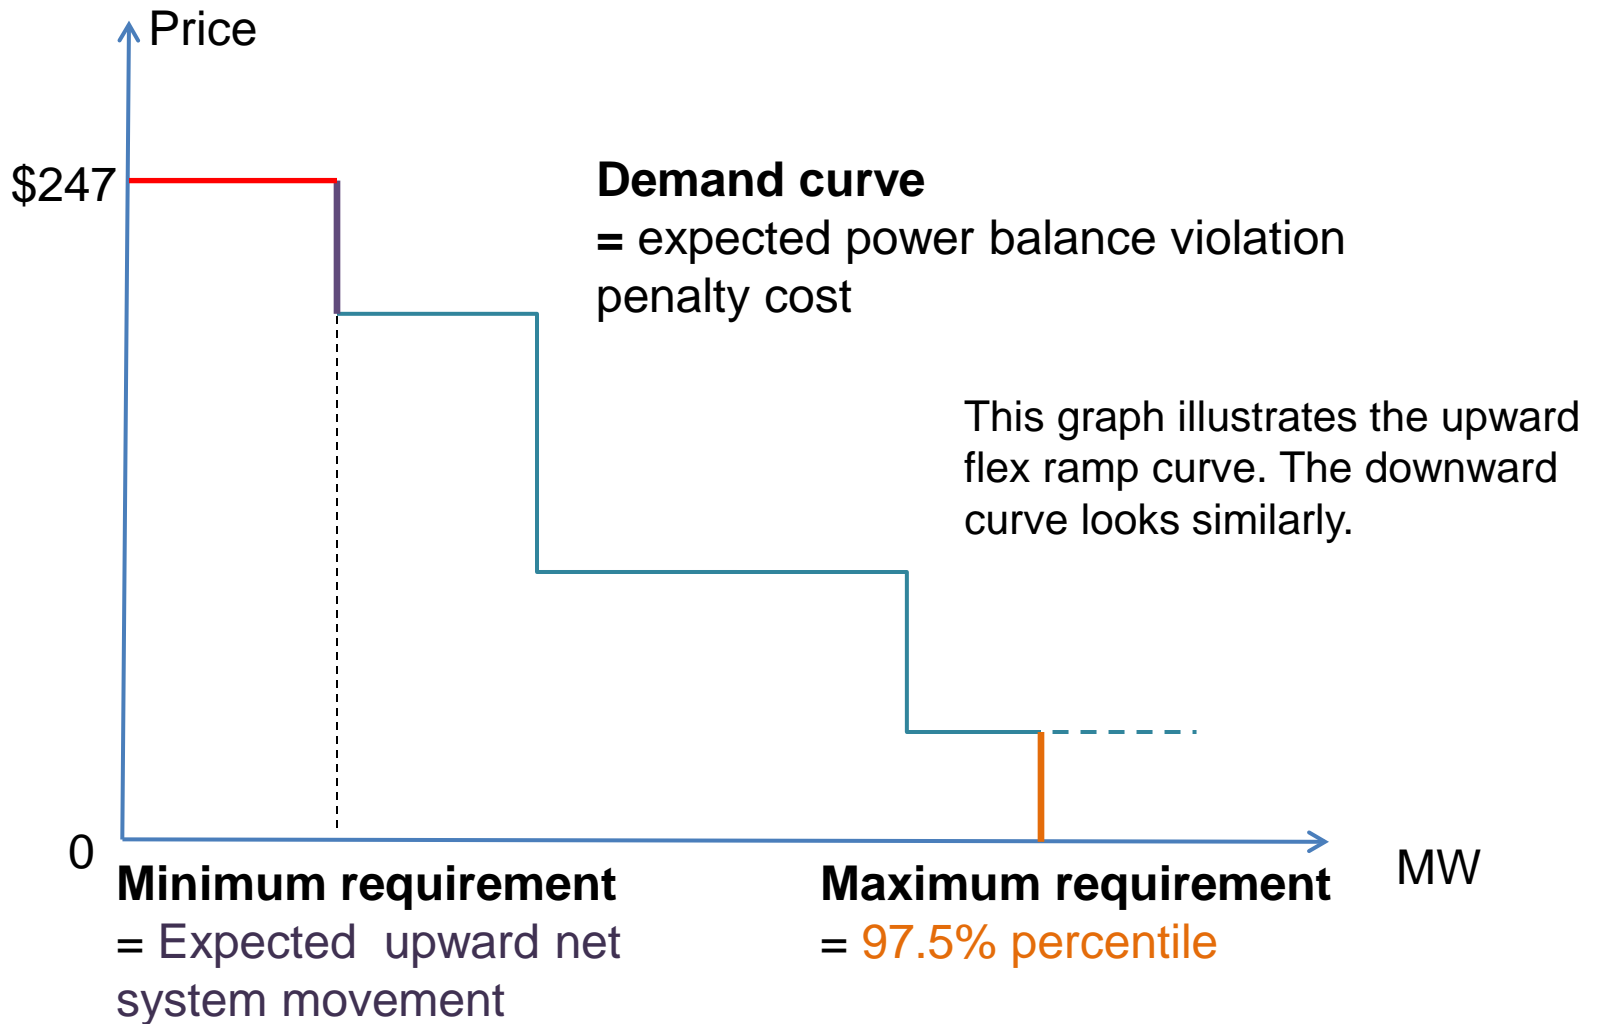 Price
$247
Demand curve
= expected power balance violation
penalty cost
This graph illustrates the upward
flex ramp curve. The downward
curve looks similarly.
0
MW
Minimum requirement
= Expected  upward net
system movement
Maximum requirement
= 97.5% percentile